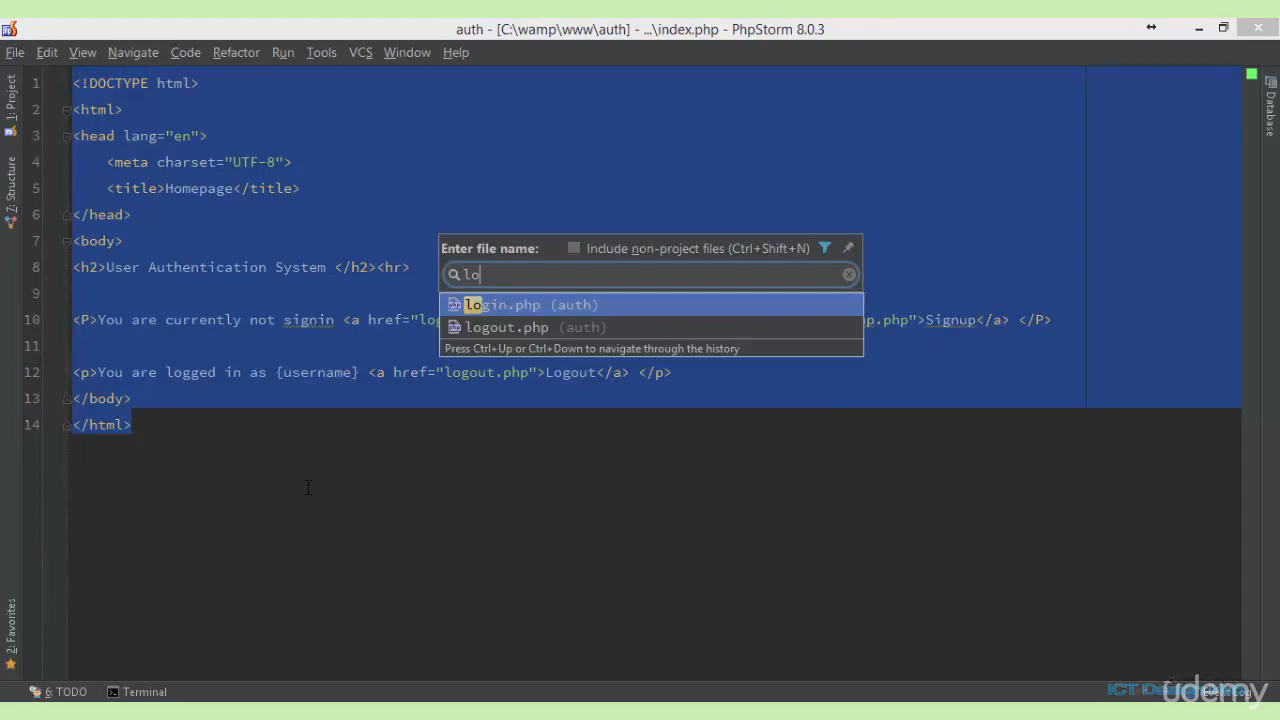 auth - [C:\wamp\www\auth] - ...\index.php - PhpStorm 8.0.3
File Edit View Navigate Code Refactor Run Tools VCS Window Help
1: Project
7: Structure
2: Favorites
Database
1 <!DOCTYPE html>
2 <html>
3 <head lang="en">
4 <meta charset="UTF-8">
5 <title>Homepage</title>
6 </head>
7 <body>
8 <h2>User Authentication System </h2><hr>
9
10 <P>You are currently not signin <a href="log p.php">Signup</a> </P>
11
12 <p>You are logged in as {username} <a href="logout.php">Logout</a> </p>
13 </body>
14 </html>
Enter file name: Include non-project files (Ctrl+Shift+N)
lo
login.php (auth)
logout.php (auth)
Press Ctrl+Up or Ctrl+Down to navigate through the history
6: TODO Terminal
udemy